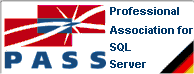 Professional
Association for
SQL
Server
PASS